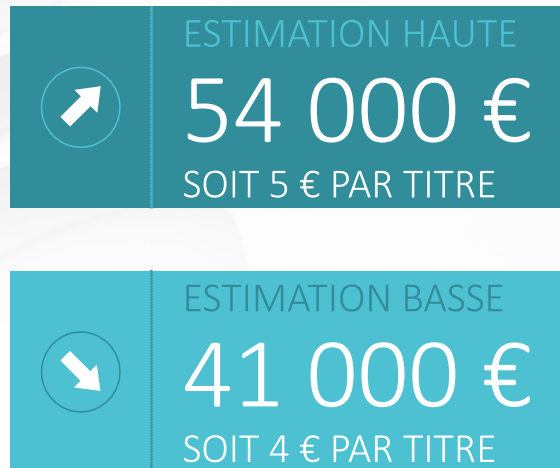 ESTIMATION HAUTE
54 000 €
SOIT 5 € PAR TITRE
ESTIMATION BASSE
41 000 €
SOIT 4 € PAR TITRE